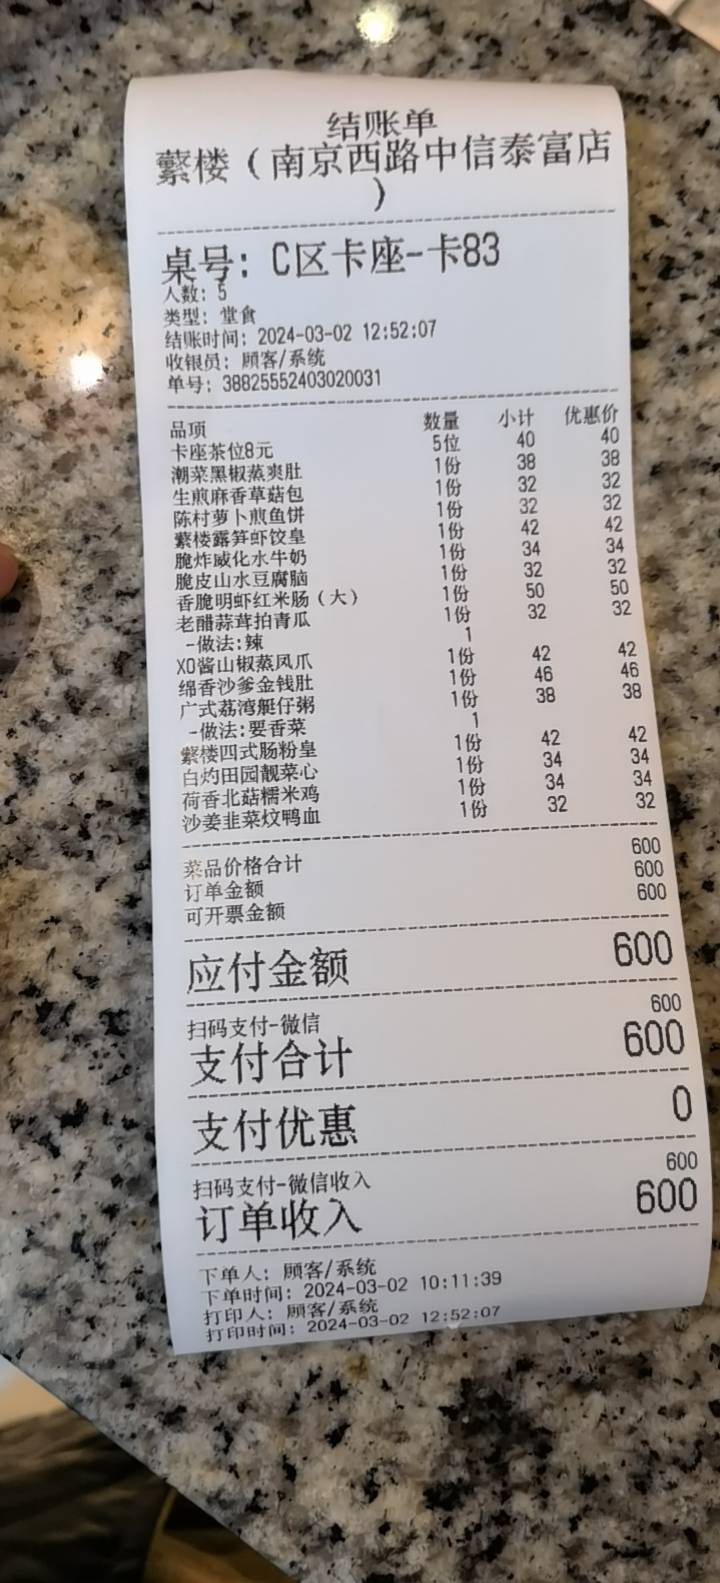 结账单
蘩楼（南京西路中信泰富店
）
桌号: C区卡座-卡83
人数: 5
类型: 堂食
结账时间: 2024-03-02 12:52:07
收银员: 顾客/系统
单号: 38825552403020031
品项 数量 小计 优惠价
卡座茶位8元 5位 40 40
潮菜黑椒蒸爽肚 1份 38 38
生煎麻香草菇包 1份 32 32
陈村萝卜煎鱼饼 1份 32 32
蘩楼露笋虾饺皇 1份 42 42
脆炸威化水牛奶 1份 34 34
脆皮山水豆腐脑 1份 32 32
香脆明虾红米肠（大） 1份 50 50
老醋蒜茸拍青瓜 1份 32 32
-做法:辣 1
XO酱山椒蒸凤爪 1份 42 42
绵香沙爹金钱肚 1份 46 46
广式荔湾艇仔粥 1份 38 38
-做法:要香菜 1
蘩楼四式肠粉皇 1份 42 42
白灼田园靓菜心 1份 34 34
荷香北菇糯米鸡 1份 34 34
沙姜韭菜炆鸭血 1份 32 32
菜品价格合计 600
订单金额 600
可开票金额 600
应付金额 600
扫码支付-微信 600
支付合计 600
支付优惠 0
扫码支付-微信收入 600
订单收入 600
下单人: 顾客/系统
下单时间: 2024-03-02 10:11:39
打印人: 顾客/系统
打印时间: 2024-03-02 12:52:07